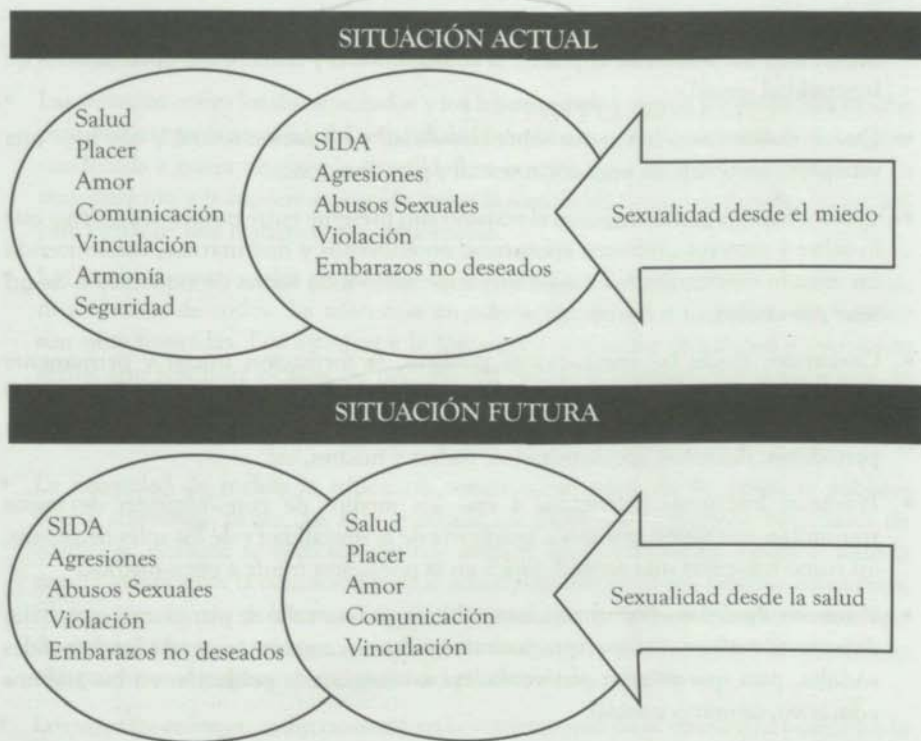 SITUACIÓN ACTUAL
Salud
Placer
Amor
Comunicación
Vinculación
Armonía
Seguridad
SIDA
Agresiones
Abusos Sexuales
Violación
Embarazos no deseados
Sexualidad desde el miedo
SITUACIÓN FUTURA
SIDA
Agresiones
Abusos Sexuales
Violación
Embarazos no deseados
Salud
Placer
Amor
Comunicación
Vinculación
Sexualidad desde la salud